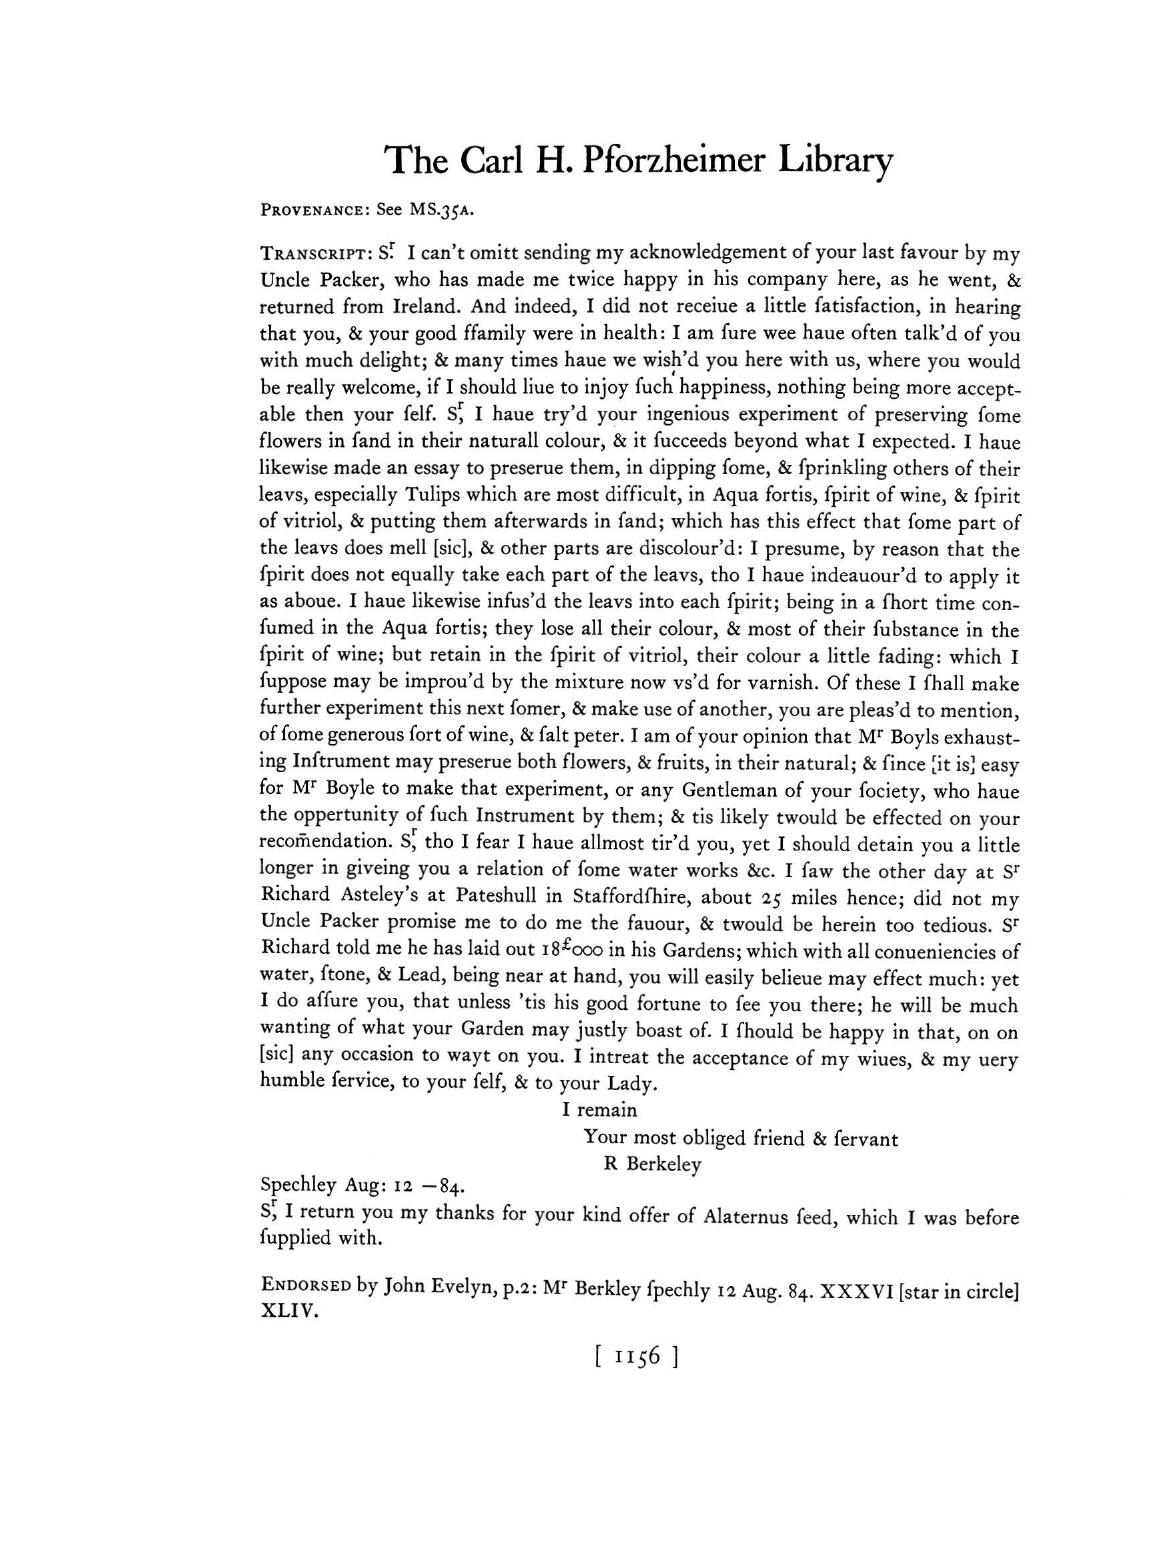 The Carl H. Pforzheimer Library
PROVENANCE: See MS.35A.
TRANSCRIPT: Sʳ. I can't omitt sending my acknowledgement of your last favour by my
Uncle Packer, who has made me twice happy in his company here, as he went, &
returned from Ireland. And indeed, I did not receiue a little ſatisfaction, in hearing
that you, & your good ffamily were in health: I am ſure wee haue often talk'd of you
with much delight; & many times haue we wish'd you here with us, where you would
be really welcome, if I should liue to injoy ſuch' happiness, nothing being more accept-
able then your ſelf. Sʳ, I haue try'd your ingenious experiment of preserving ſome
flowers in ſand in their naturall colour, & it ſucceeds beyond what I expected. I haue
likewise made an essay to preserue them, in dipping ſome, & ſprinkling others of their
leavs, especially Tulips which are most difficult, in Aqua fortis, ſpirit of wine, & ſpirit
of vitriol, & putting them afterwards in ſand; which has this effect that ſome part of
the leavs does mell [sic], & other parts are discolour'd: I presume, by reason that the
ſpirit does not equally take each part of the leavs, tho I haue indeauour'd to apply it
as aboue. I haue likewise infus'd the leavs into each ſpirit; being in a ſhort time con-
ſumed in the Aqua fortis; they lose all their colour, & most of their ſubstance in the
ſpirit of wine; but retain in the ſpirit of vitriol, their colour a little fading: which I
ſuppose may be improu'd by the mixture now vs'd for varnish. Of these I ſhall make
further experiment this next ſomer, & make use of another, you are pleas'd to mention,
of ſome generous ſort of wine, & ſalt peter. I am of your opinion that Mʳ Boyls exhaust-
ing Inſtrument may preserue both flowers, & fruits, in their natural; & ſince [it is] easy
for Mʳ Boyle to make that experiment, or any Gentleman of your ſociety, who haue
the oppertunity of ſuch Instrument by them; & tis likely twould be effected on your
recom̄endation. Sʳ, tho I fear I haue allmost tir'd you, yet I should detain you a little
longer in giveing you a relation of ſome water works &c. I ſaw the other day at Sʳ
Richard Asteley's at Pateshull in Staffordſhire, about 25 miles hence; did not my
Uncle Packer promise me to do me the fauour, & twould be herein too tedious. Sʳ
Richard told me he has laid out 18£000 in his Gardens; which with all conueniencies of
water, ſtone, & Lead, being near at hand, you will easily belieue may effect much: yet
I do aſſure you, that unless 'tis his good fortune to ſee you there; he will be much
wanting of what your Garden may justly boast of. I ſhould be happy in that, on on
[sic] any occasion to wayt on you. I intreat the acceptance of my wiues, & my uery
humble ſervice, to your ſelf, & to your Lady.
I remain
Your most obliged friend & ſervant
R Berkeley
Spechley Aug: 12 —84.
Sʳ, I return you my thanks for your kind offer of Alaternus ſeed, which I was before
ſupplied with.
ENDORSED by John Evelyn, p.2: Mʳ Berkley ſpechly 12 Aug. 84. XXXVI [star in circle]
XLIV.
[ 1156 ]